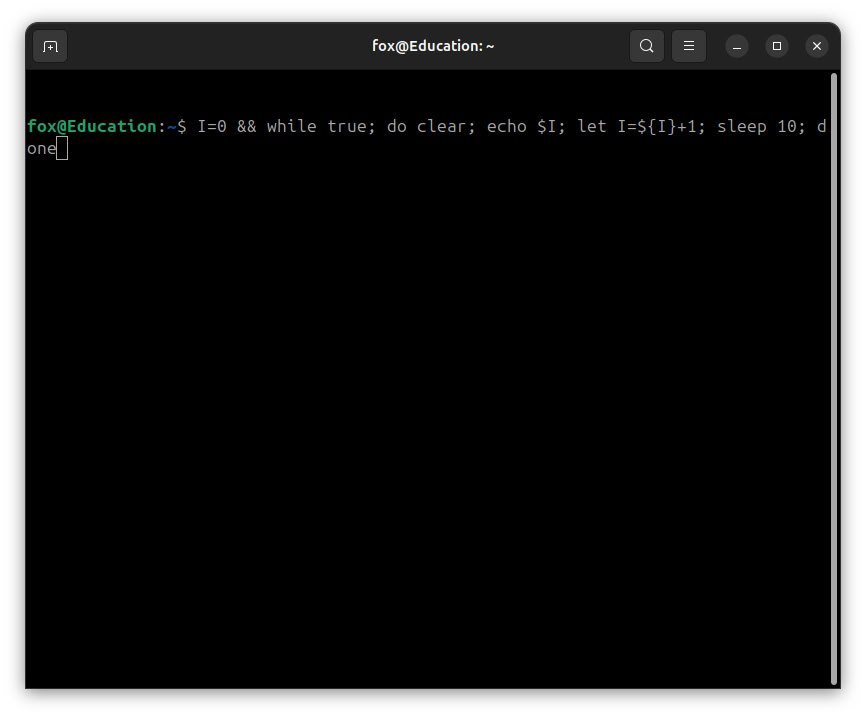 fox@Education: ~
fox@Education:~$ I=0 && while true; do clear; echo $I; let I=${I}+1; sleep 10; d
one